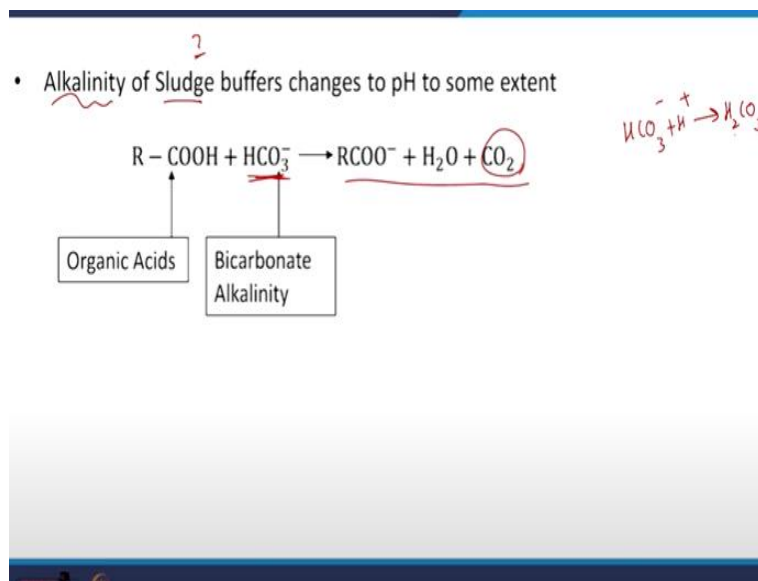 ?
• Alkalinity of Sludge buffers changes to pH to some extent
HCO₃⁻ + H⁺ → H₂CO₃
R – COOH + HCO₃⁻ ⟶ RCOO⁻ + H₂O + CO₂
Organic Acids
Bicarbonate
Alkalinity